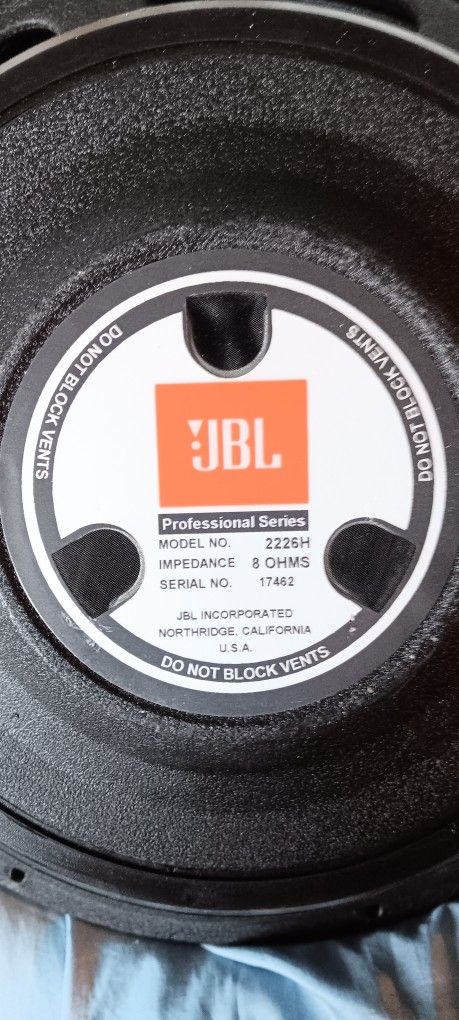 DO NOT BLOCK VENTS
DO NOT BLOCK VENTS
JBL
Professional Series
MODEL NO. 2226H
IMPEDANCE 8 OHMS
SERIAL NO. 17462
JBL INCORPORATED
NORTHRIDGE, CALIFORNIA
U.S.A.
DO NOT BLOCK VENTS